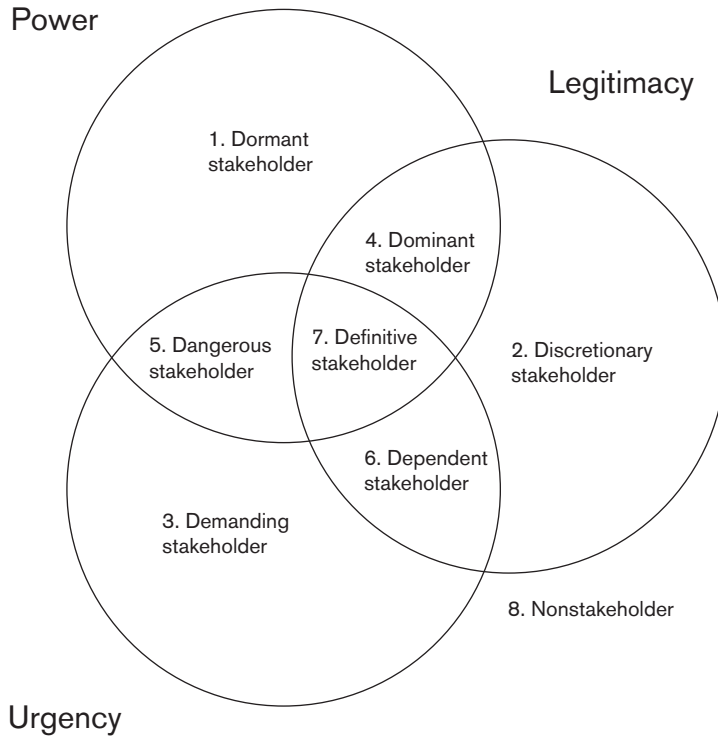 Power
Legitimacy
1. Dormant
stakeholder
4. Dominant
stakeholder
5. Dangerous
stakeholder
7. Definitive
stakeholder
2. Discretionary
stakeholder
6. Dependent
stakeholder
3. Demanding
stakeholder
8. Nonstakeholder
Urgency